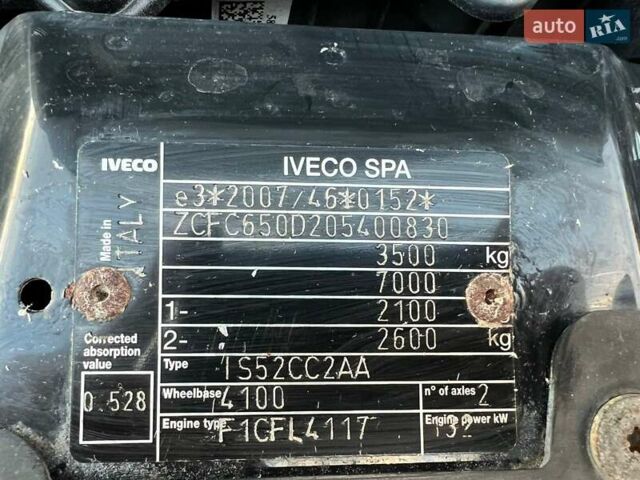 auto RIA.com
IVECO IVECO SPA
e3*2007/46*0152*
ZCFC650D205400830
Made in ITALY
3500 kg
7000
1- 2100
2- 2600 kg
Corrected absorption value
0.528
Type 1S52CC2AA
Wheelbase 4100 n° of axles 2
Engine type F1CFL4117 Engine power kW